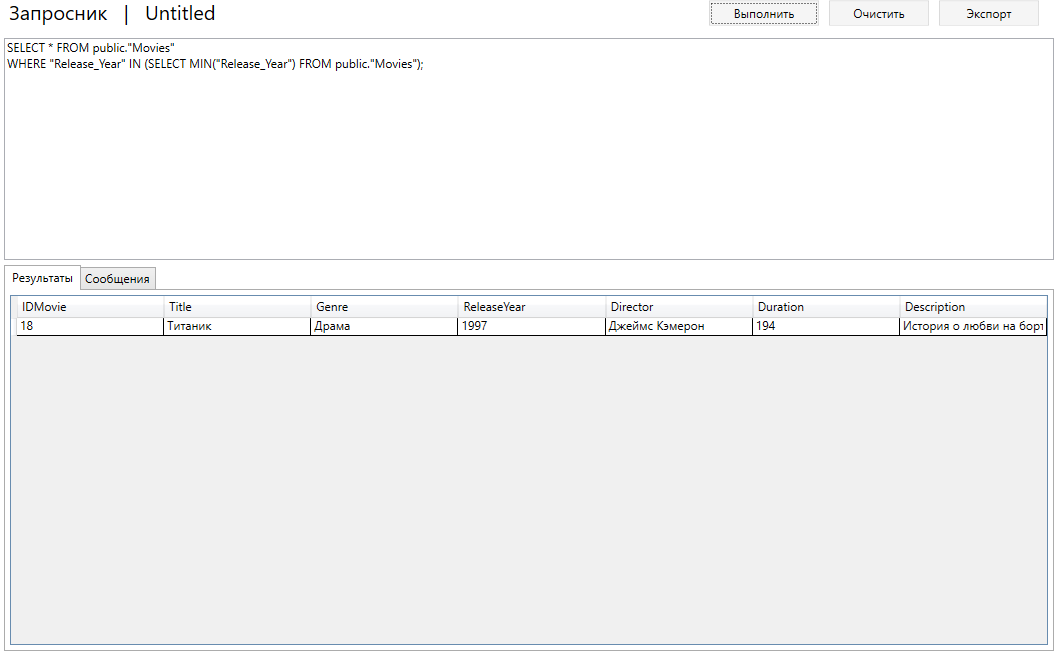 Запросник | Untitled Выполнить Очистить Экспорт
SELECT * FROM public."Movies"
WHERE "Release_Year" IN (SELECT MIN("Release_Year") FROM public."Movies");
Результаты Сообщения
IDMovie Title Genre ReleaseYear Director Duration Description
18 Титаник Драма 1997 Джеймс Кэмерон 194 История о любви на борт